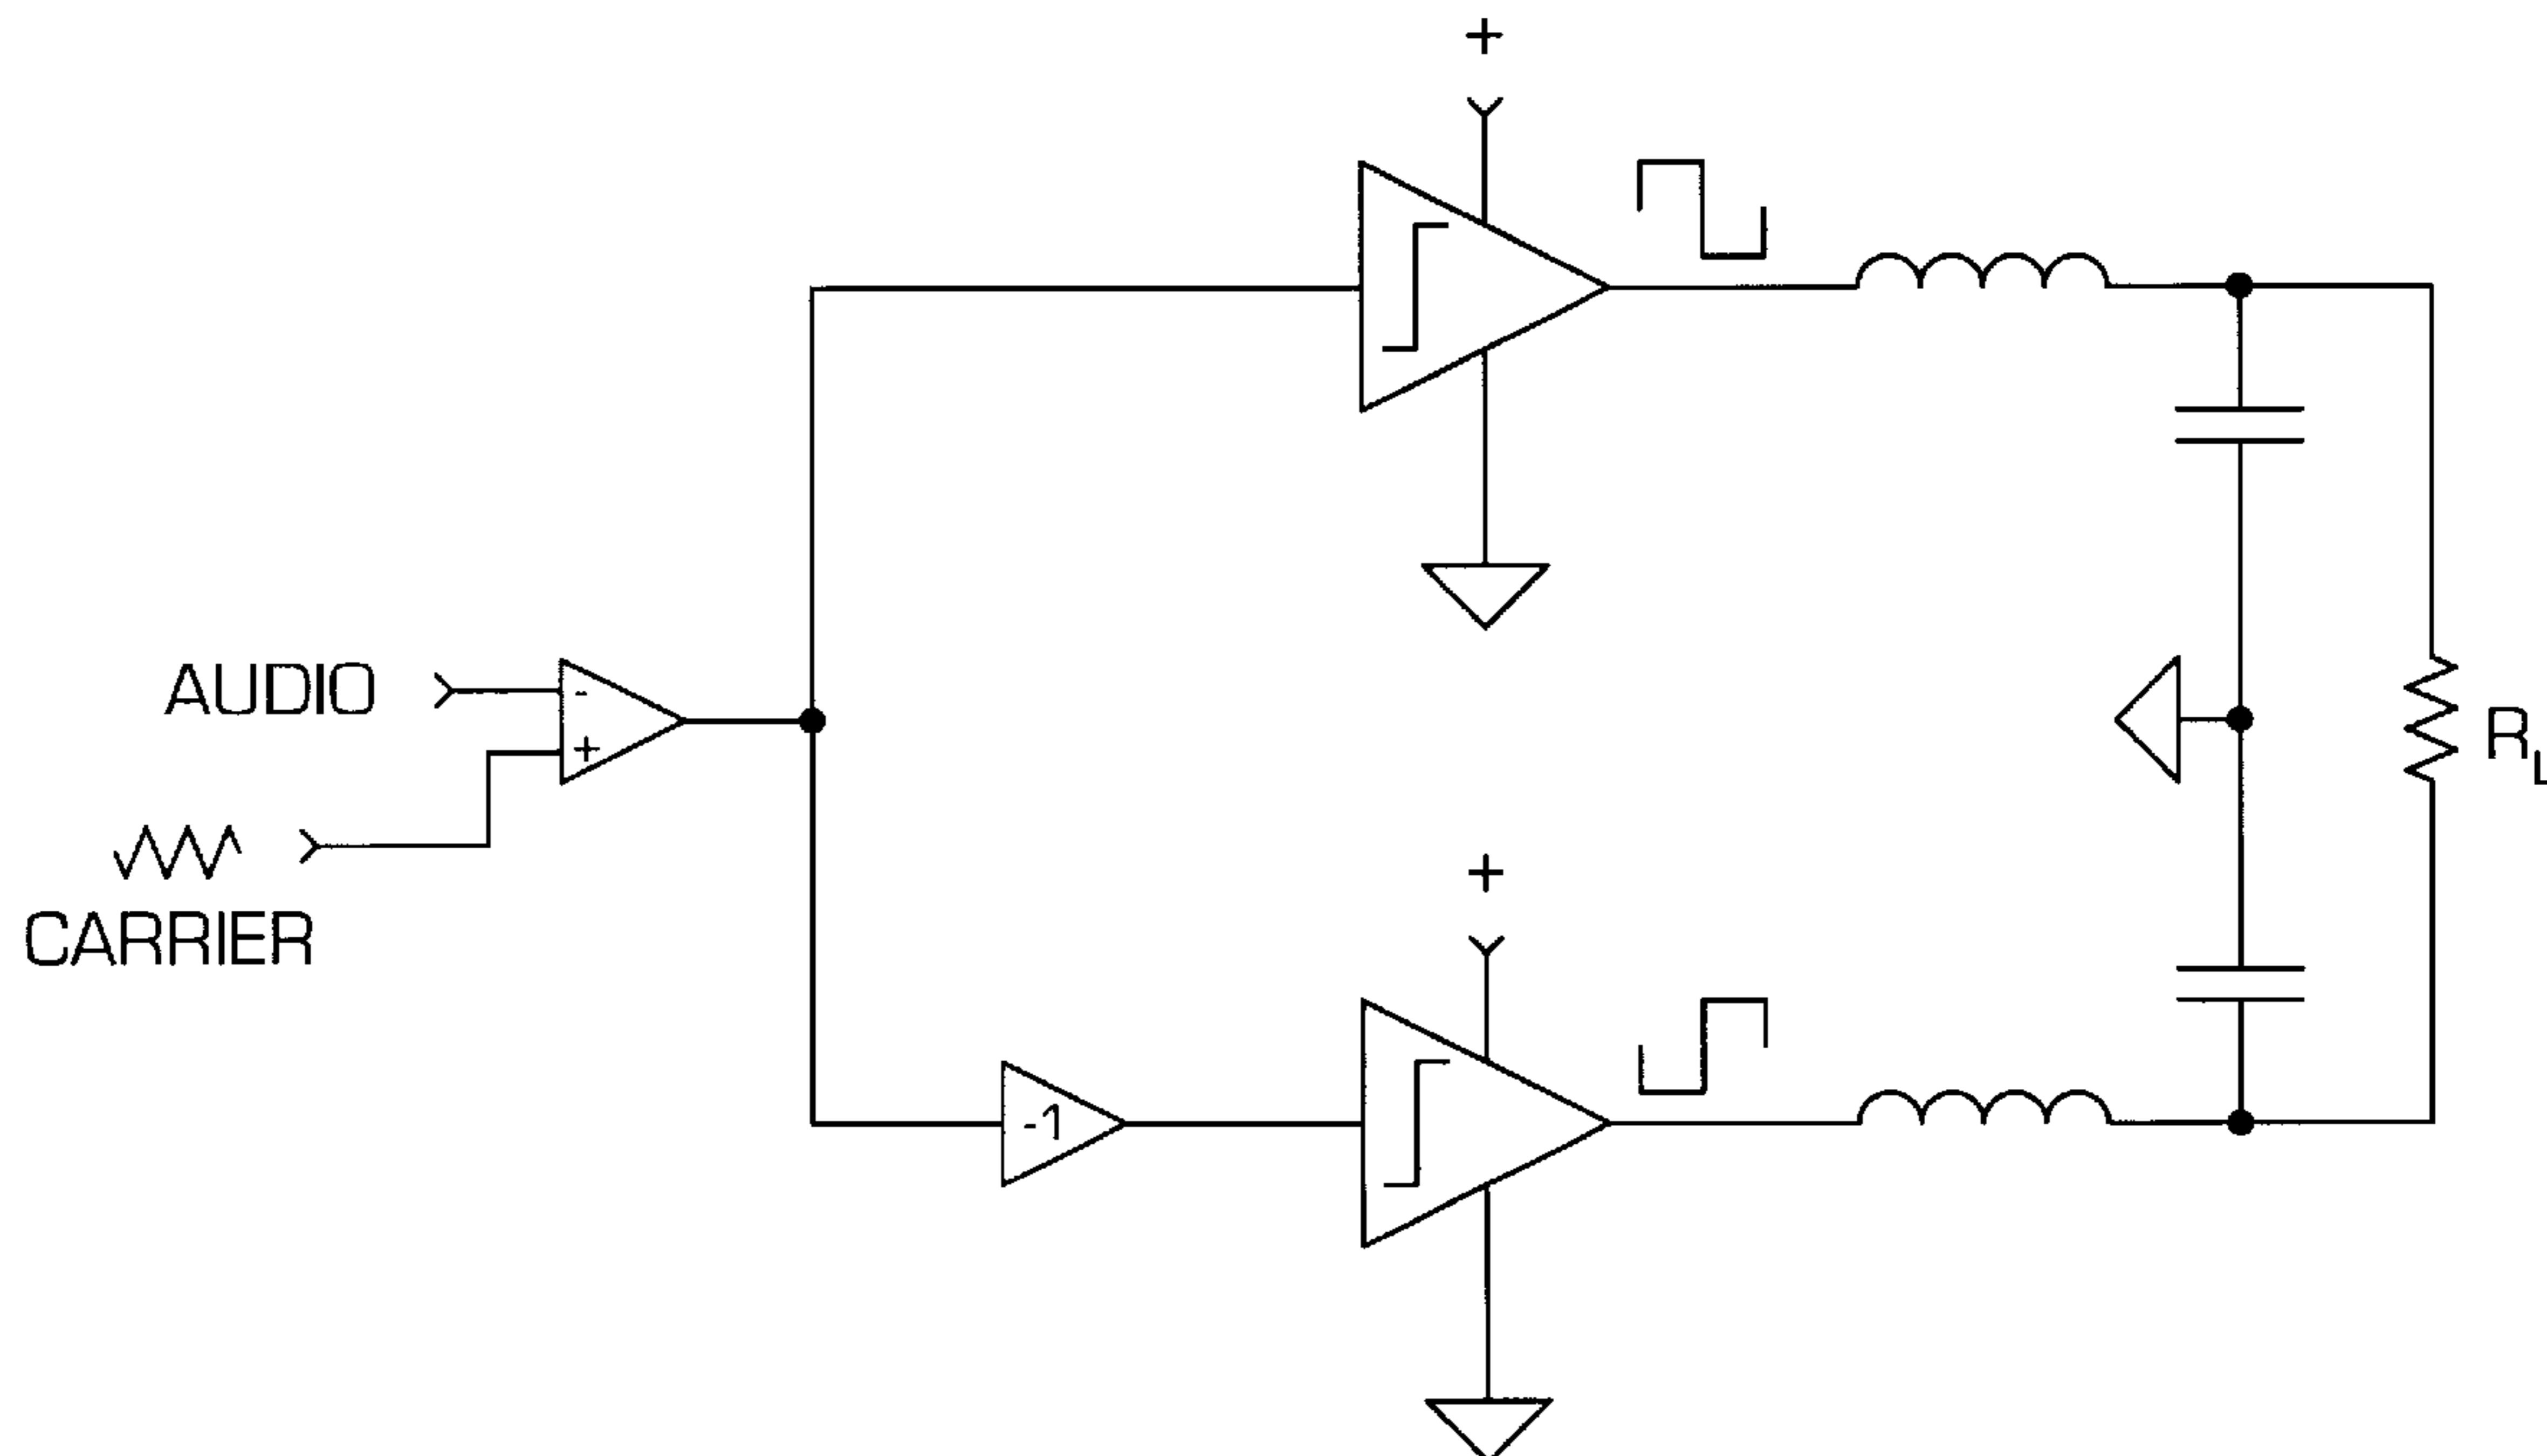 +
AUDIO
-
+
CARRIER
R_L
+
-1